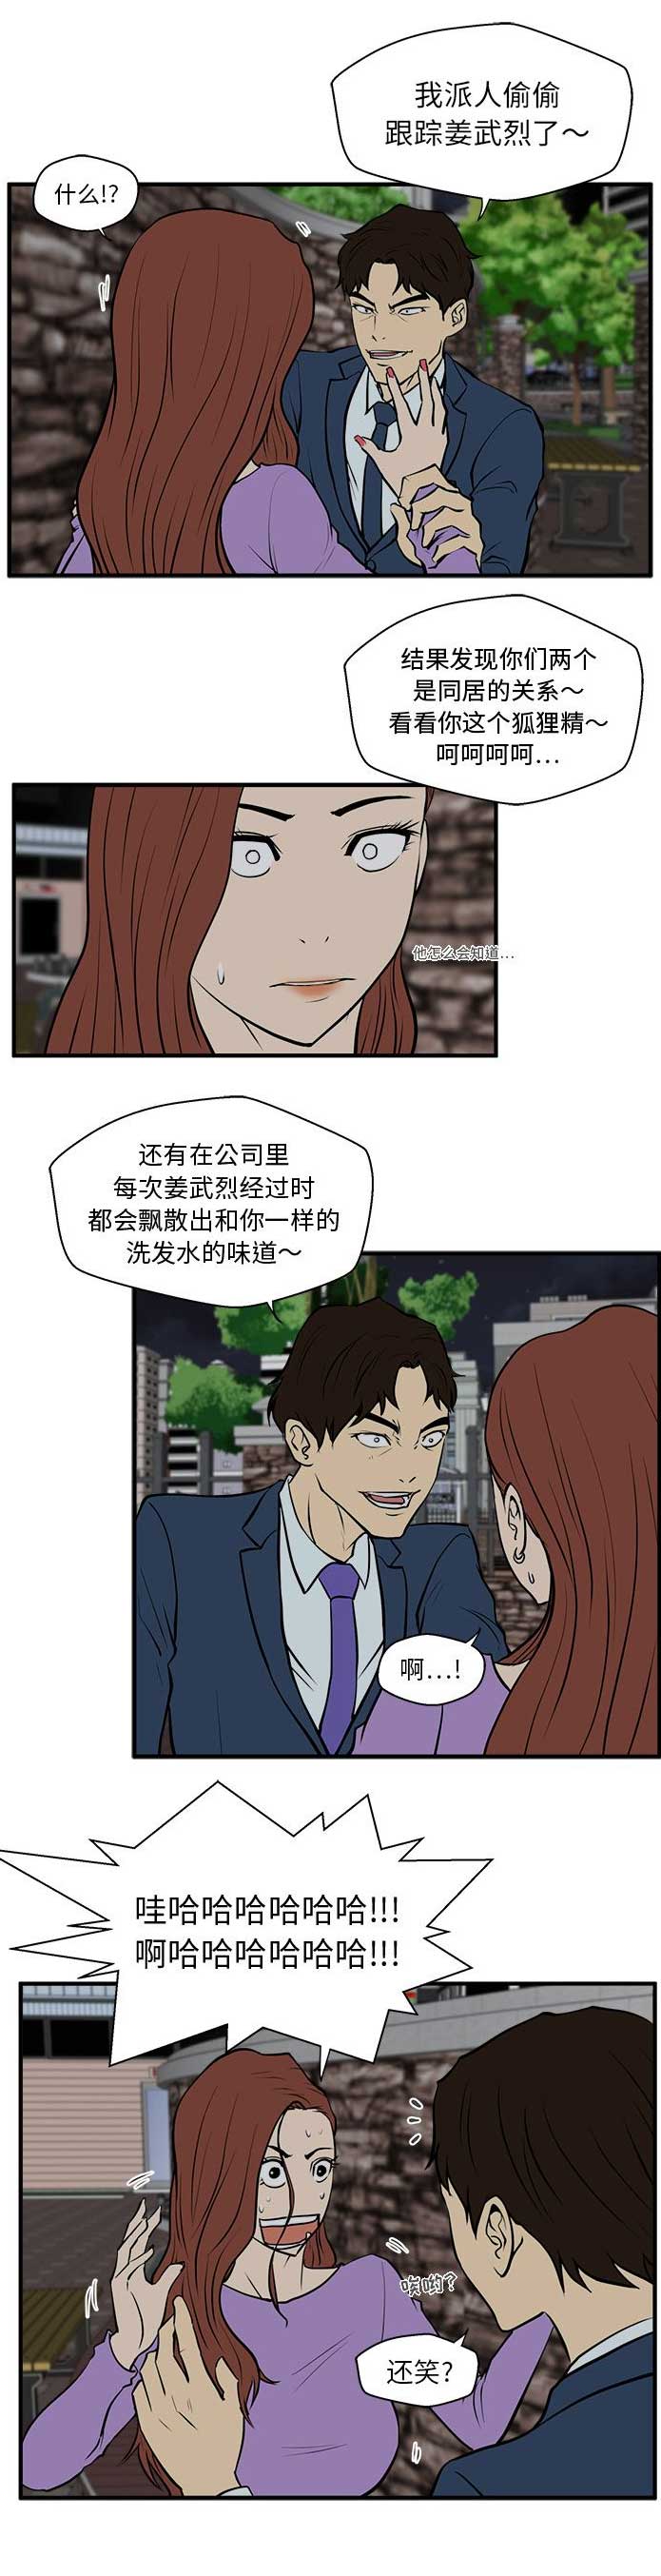 我派人偷偷
跟踪姜武烈了～
什么!?
结果发现你们两个
是同居的关系～
看看你这个狐狸精～
呵呵呵呵...
他怎么会知道...
还有在公司里
每次姜武烈经过时
都会飘散出和你一样的
洗发水的味道～
啊...!
哇哈哈哈哈哈哈!!!
啊哈哈哈哈哈哈!!!
唉哟?
还笑?